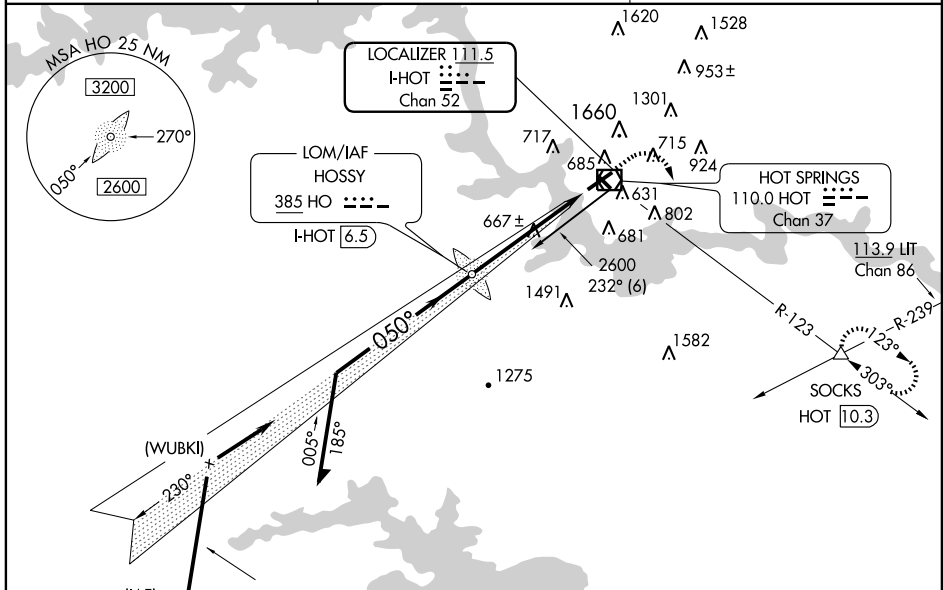 MSA HO 25 NM
3200
270°
050°
2600
LOCALIZER 111.5
I-HOT
Chan 52
LOM/IAF
HOSSY
385 HO
I-HOT 6.5
1620
1528
953±
1301
1660
717
685
715
924
631
802
681
667±
HOT SPRINGS
110.0 HOT
Chan 37
113.9 LIT
Chan 86
2600
232° (6)
1491
1582
1275
R-123
R-239
123°
303°
SOCKS
HOT 10.3
050°
005°
185°
(WUBKI)
230°